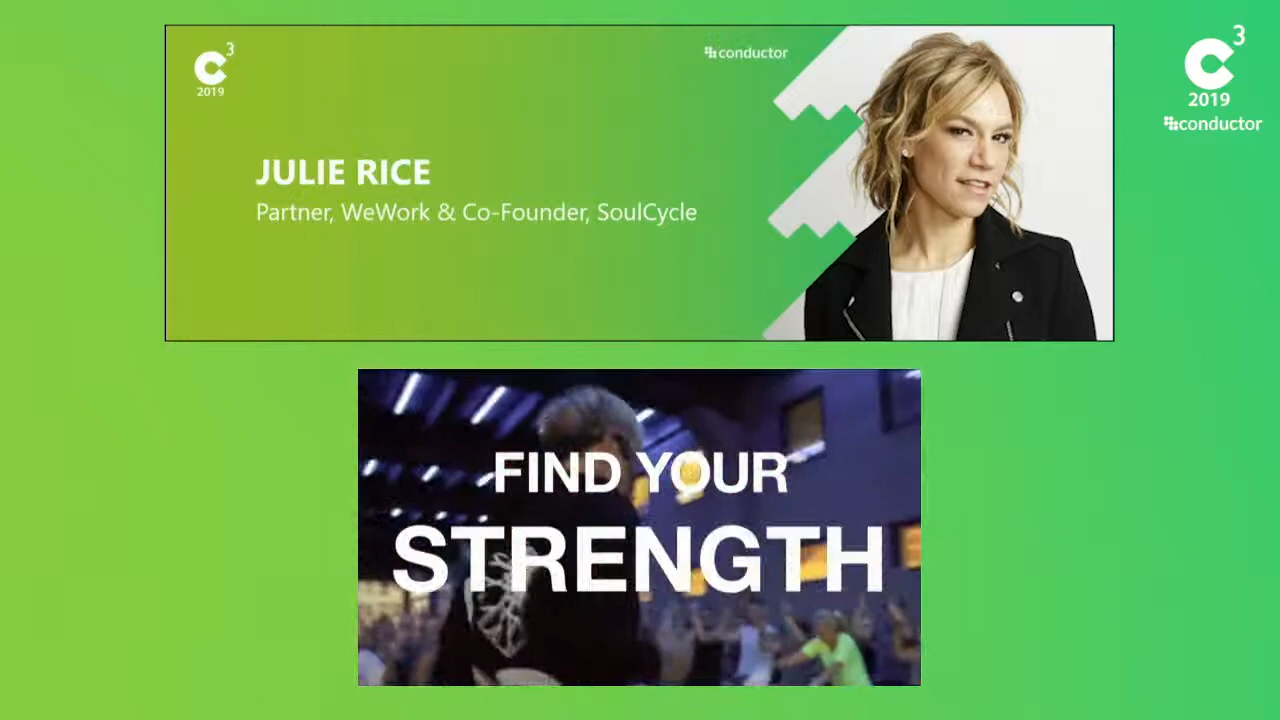 C3
2019
conductor
JULIE RICE
Partner, WeWork & Co-Founder, SoulCycle
C3
2019
conductor
FIND YOUR
STRENGTH